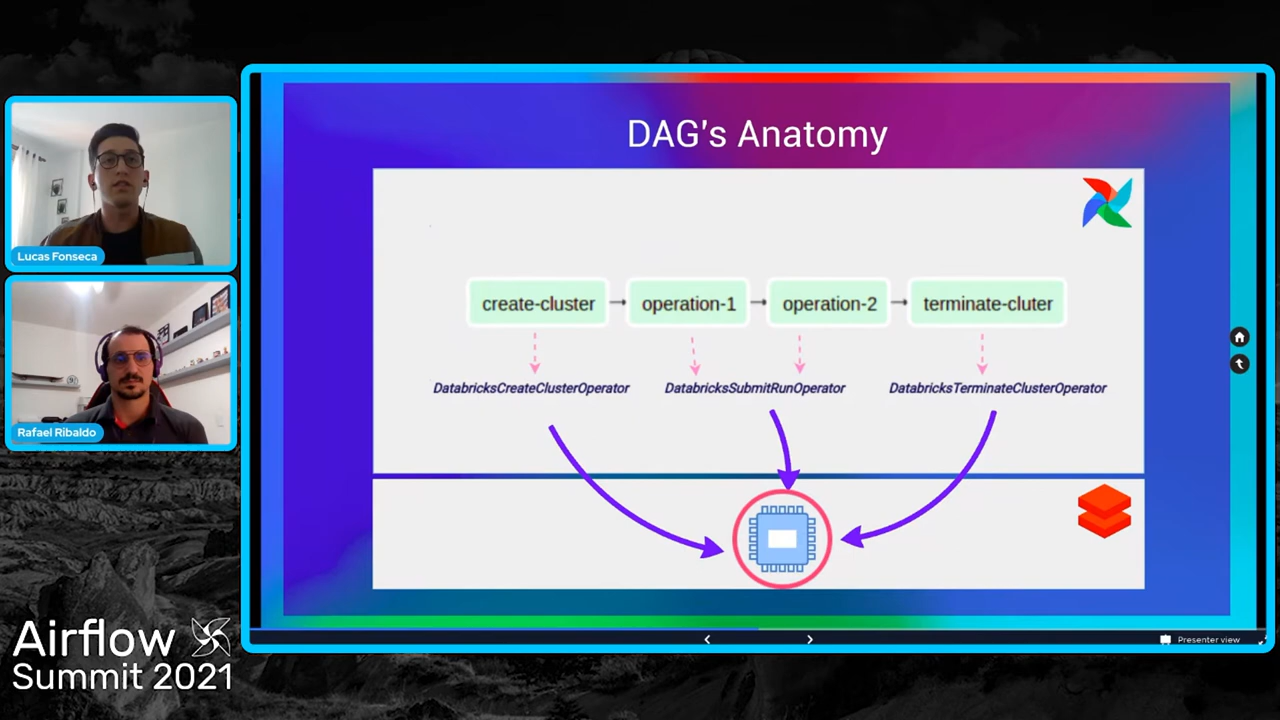 DAG's Anatomy
create-cluster
operation-1
operation-2
terminate-cluter
DatabricksCreateClusterOperator
DatabricksSubmitRunOperator
DatabricksTerminateClusterOperator
Lucas Fonseca
Rafael Ribaldo
Airflow
Summit 2021
Presenter view